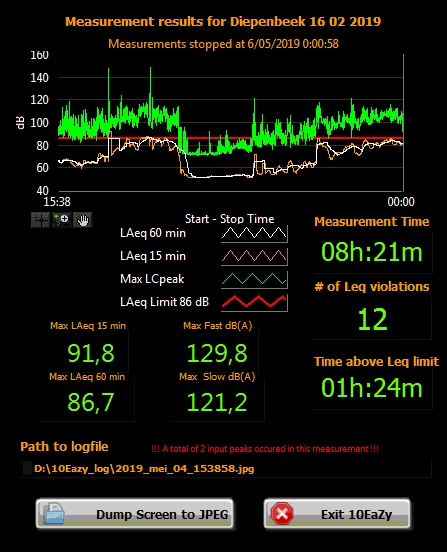 Measurement results for Diepenbeek 16 02 2019
Measurements stopped at 6/05/2019 0:00:58
dB
160
140
120
100
80
60
40
15:38 00:00
Start - Stop Time
LAeq 60 min
LAeq 15 min
Max LCpeak
LAeq Limit 86 dB
Measurement Time
08h:21m
# of Leq violations
12
Time above Leq limit
01h:24m
Max LAeq 15 min
91,8
Max Fast dB(A)
129,8
Max LAeq 60 min
86,7
Max Slow dB(A)
121,2
Path to logfile
!!! A total of 2 input peaks occured in this measurement !!!
D:\10Eazy_log\2019_mei_04_153858.jpg
Dump Screen to JPEG
Exit 10EaZy